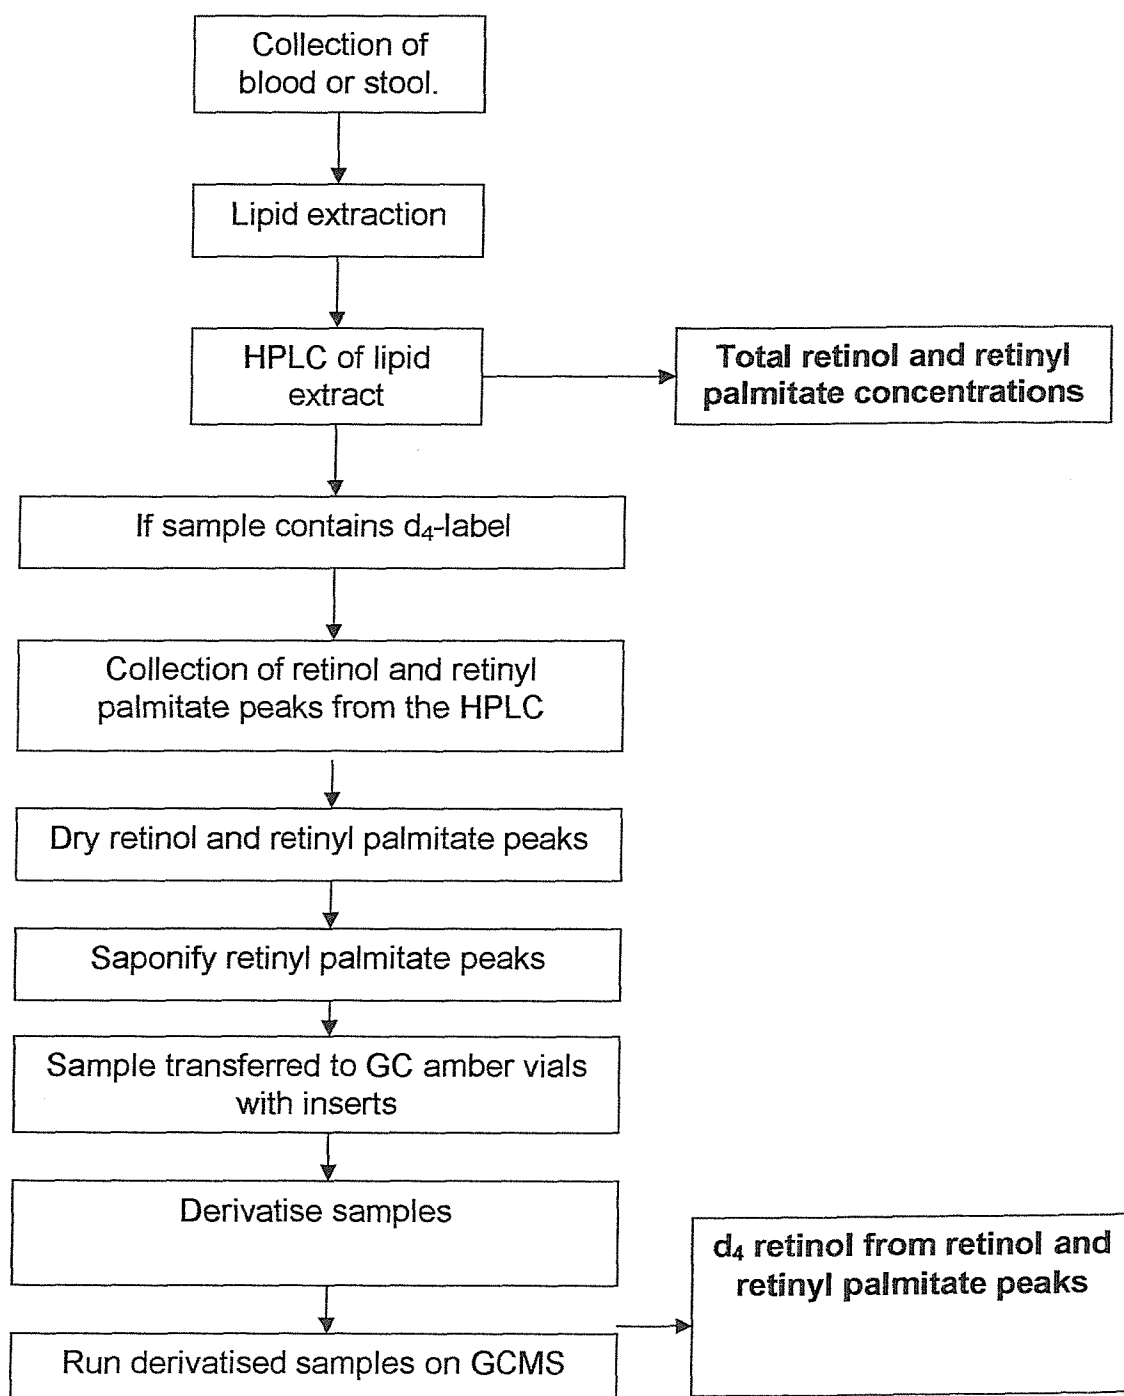 Collection of
blood or stool.
Lipid extraction
HPLC of lipid
extract
Total retinol and retinyl
palmitate concentrations
If sample contains d₄-label
Collection of retinol and retinyl
palmitate peaks from the HPLC
Dry retinol and retinyl palmitate peaks
Saponify retinyl palmitate peaks
Sample transferred to GC amber vials
with inserts
Derivatise samples
d₄ retinol from retinol and
retinyl palmitate peaks
Run derivatised samples on GCMS